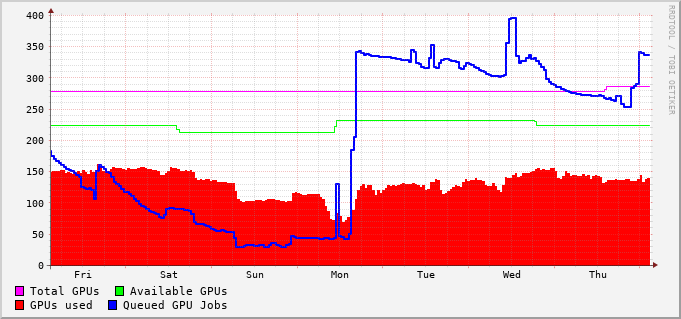 400
350
300
250
200
150
100
50
0
Fri Sat Sun Mon Tue Wed Thu
Total GPUs Available GPUs
GPUs used Queued GPU Jobs
RRDTOOL / TOBI OETIKER